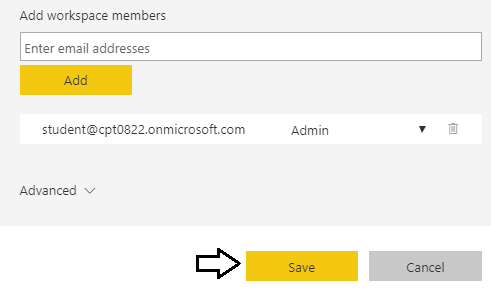 Add workspace members
Enter email addresses
Add
student@cpt0822.onmicrosoft.com Admin
Advanced
Save Cancel